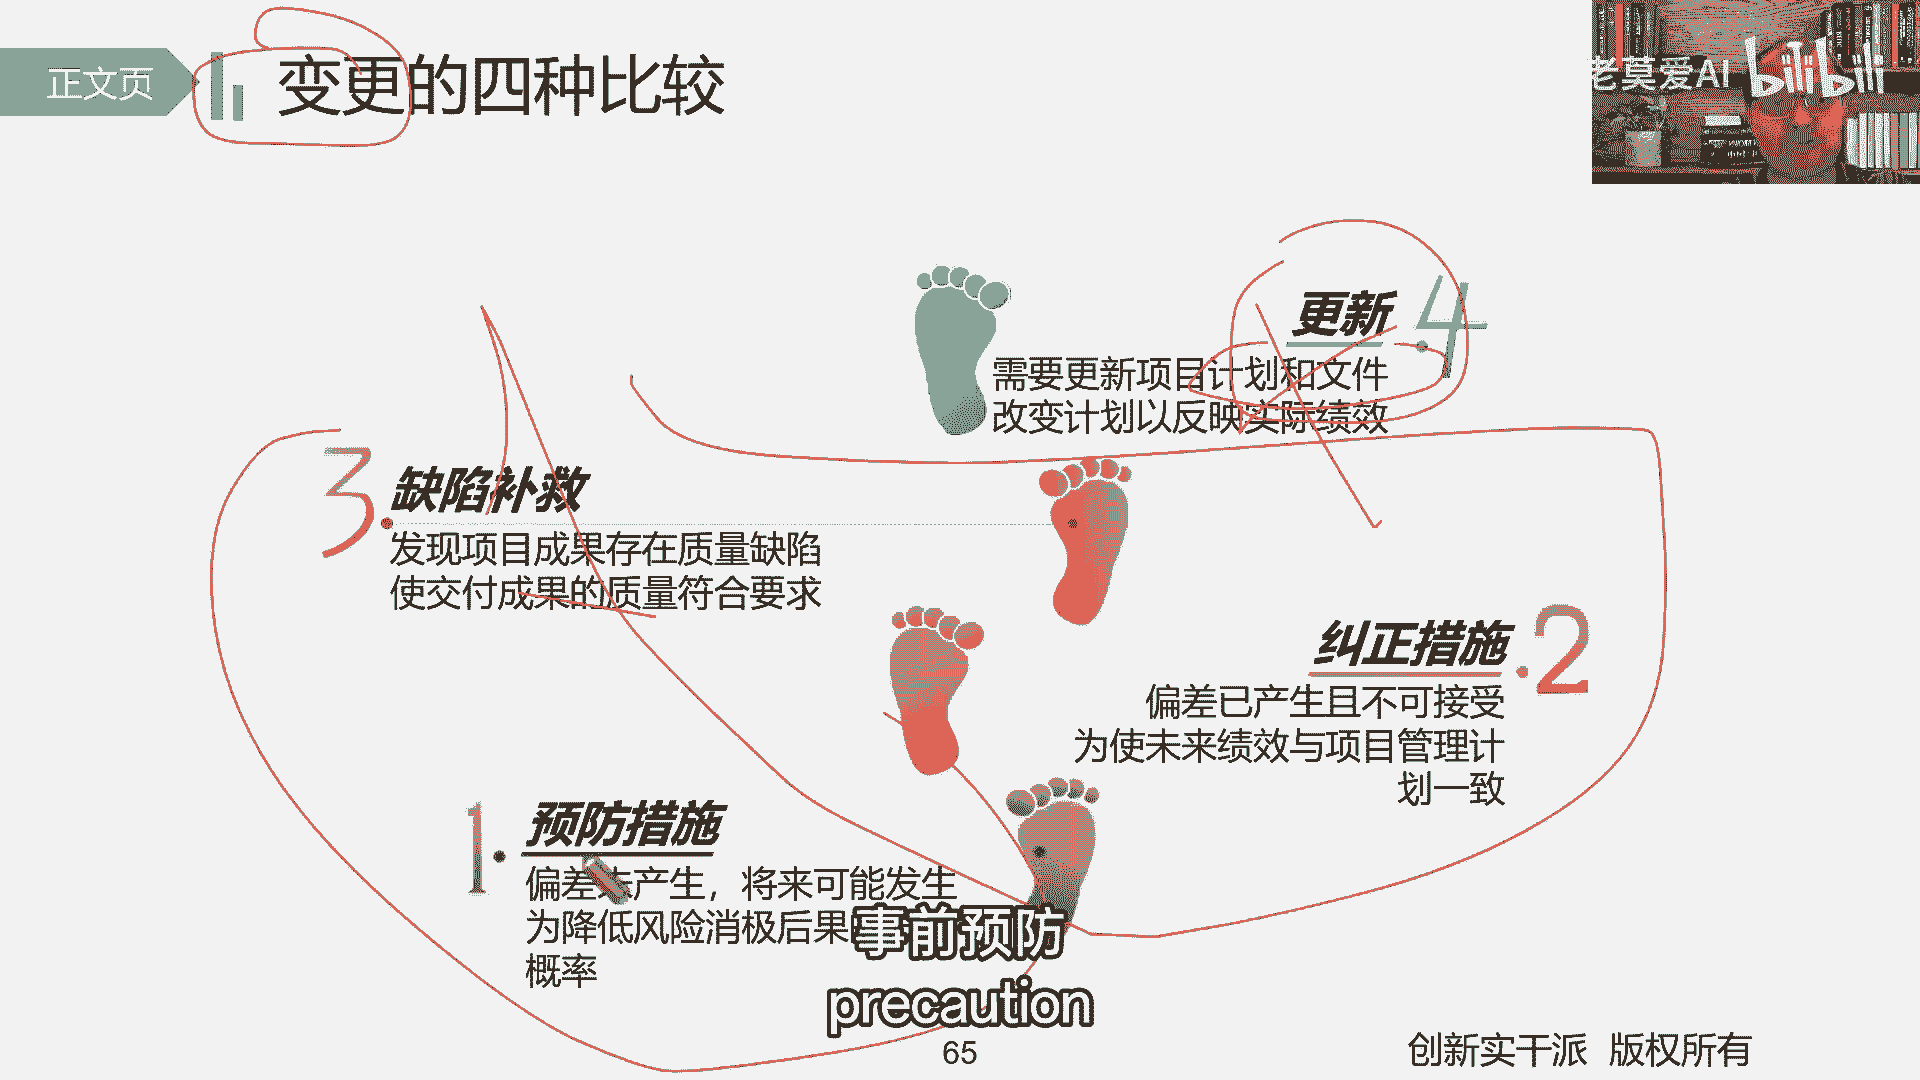 正文页
变更的四种比较
老莫爱AI
bilibili
更新
4
需要更新项目计划和文件
改变计划以反映实际绩效
3
缺陷补救
发现项目成果存在质量缺陷
使交付成果的质量符合要求
纠正措施
2
偏差已产生且不可接受
为使未来绩效与项目管理计
划一致
1
预防措施
偏差未产生，将来可能发生
为降低风险消极后果
概率
事前预防
precaution
65
创新实干派 版权所有